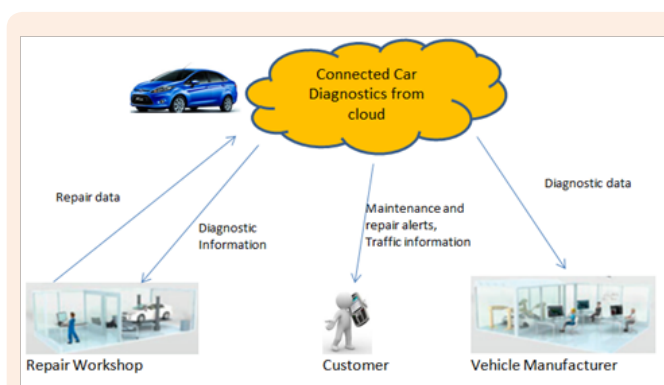 Connected Car
Diagnostics from
cloud
Repair data
Diagnostic
Information
Maintenance and
repair alerts,
Traffic information
Diagnostic data
Repair Workshop
Customer
Vehicle Manufacturer